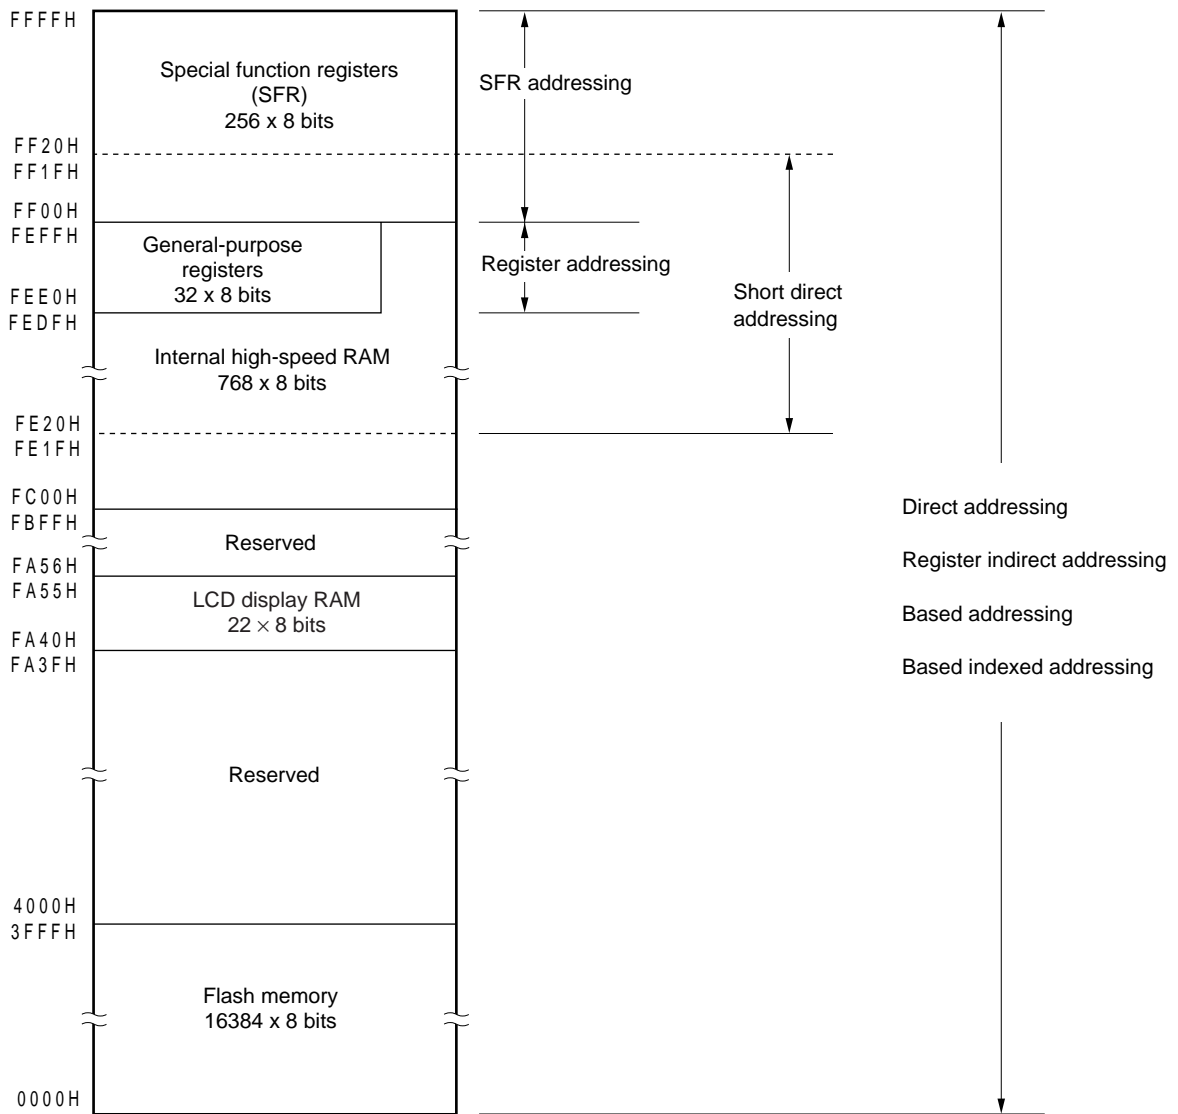 FFFFH
Special function registers
(SFR)
256 x 8 bits
SFR addressing
FF20H
FF1FH
FF00H
FEFFH
General-purpose
registers
32 x 8 bits
Register addressing
FEE0H
FEDFH
Short direct
addressing
Internal high-speed RAM
768 x 8 bits
FE20H
FE1FH
FC00H
FBFFH
Reserved
FA56H
FA55H
LCD display RAM
22 × 8 bits
FA40H
FA3FH
Direct addressing
Register indirect addressing
Based addressing
Based indexed addressing
Reserved
4000H
3FFFH
Flash memory
16384 x 8 bits
0000H